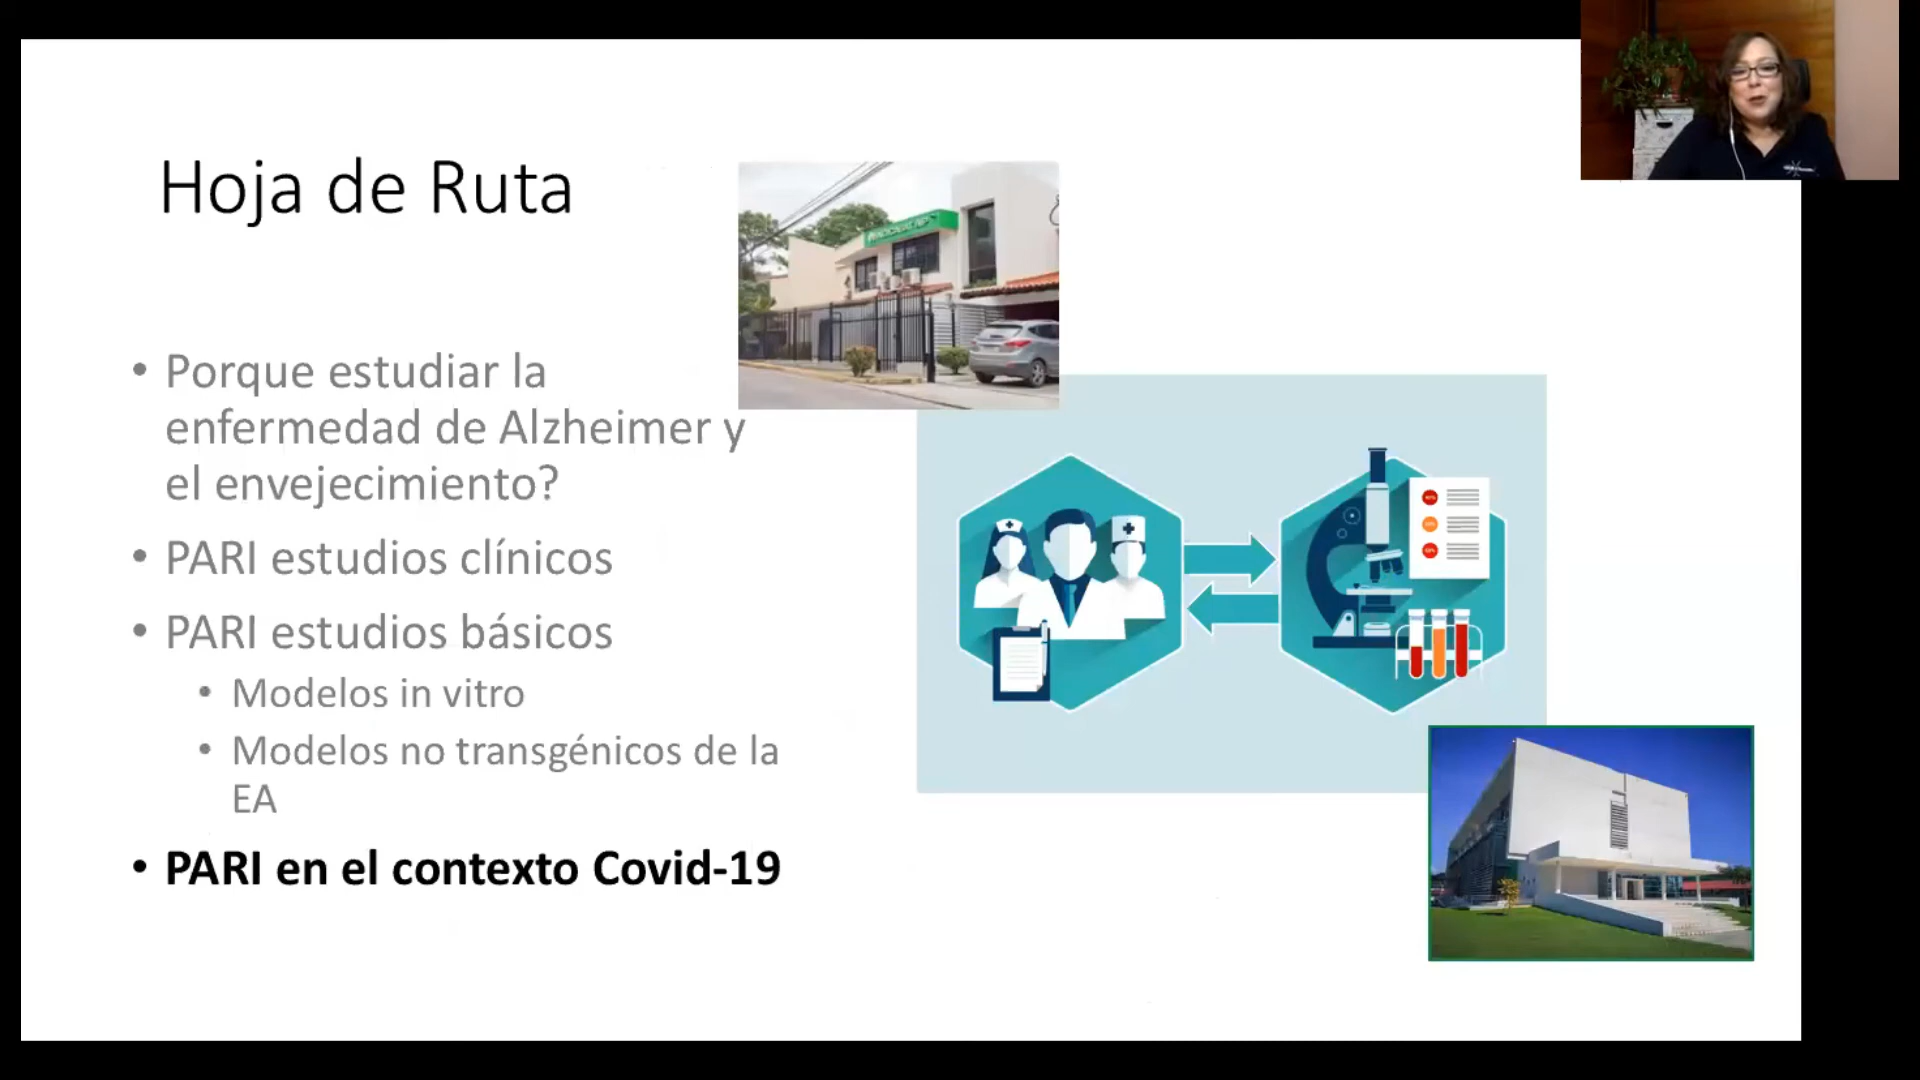 Hoja de Ruta
• Porque estudiar la
enfermedad de Alzheimer y
el envejecimiento?
• PARI estudios clínicos
• PARI estudios básicos
• Modelos in vitro
• Modelos no transgénicos de la
EA
• PARI en el contexto Covid-19